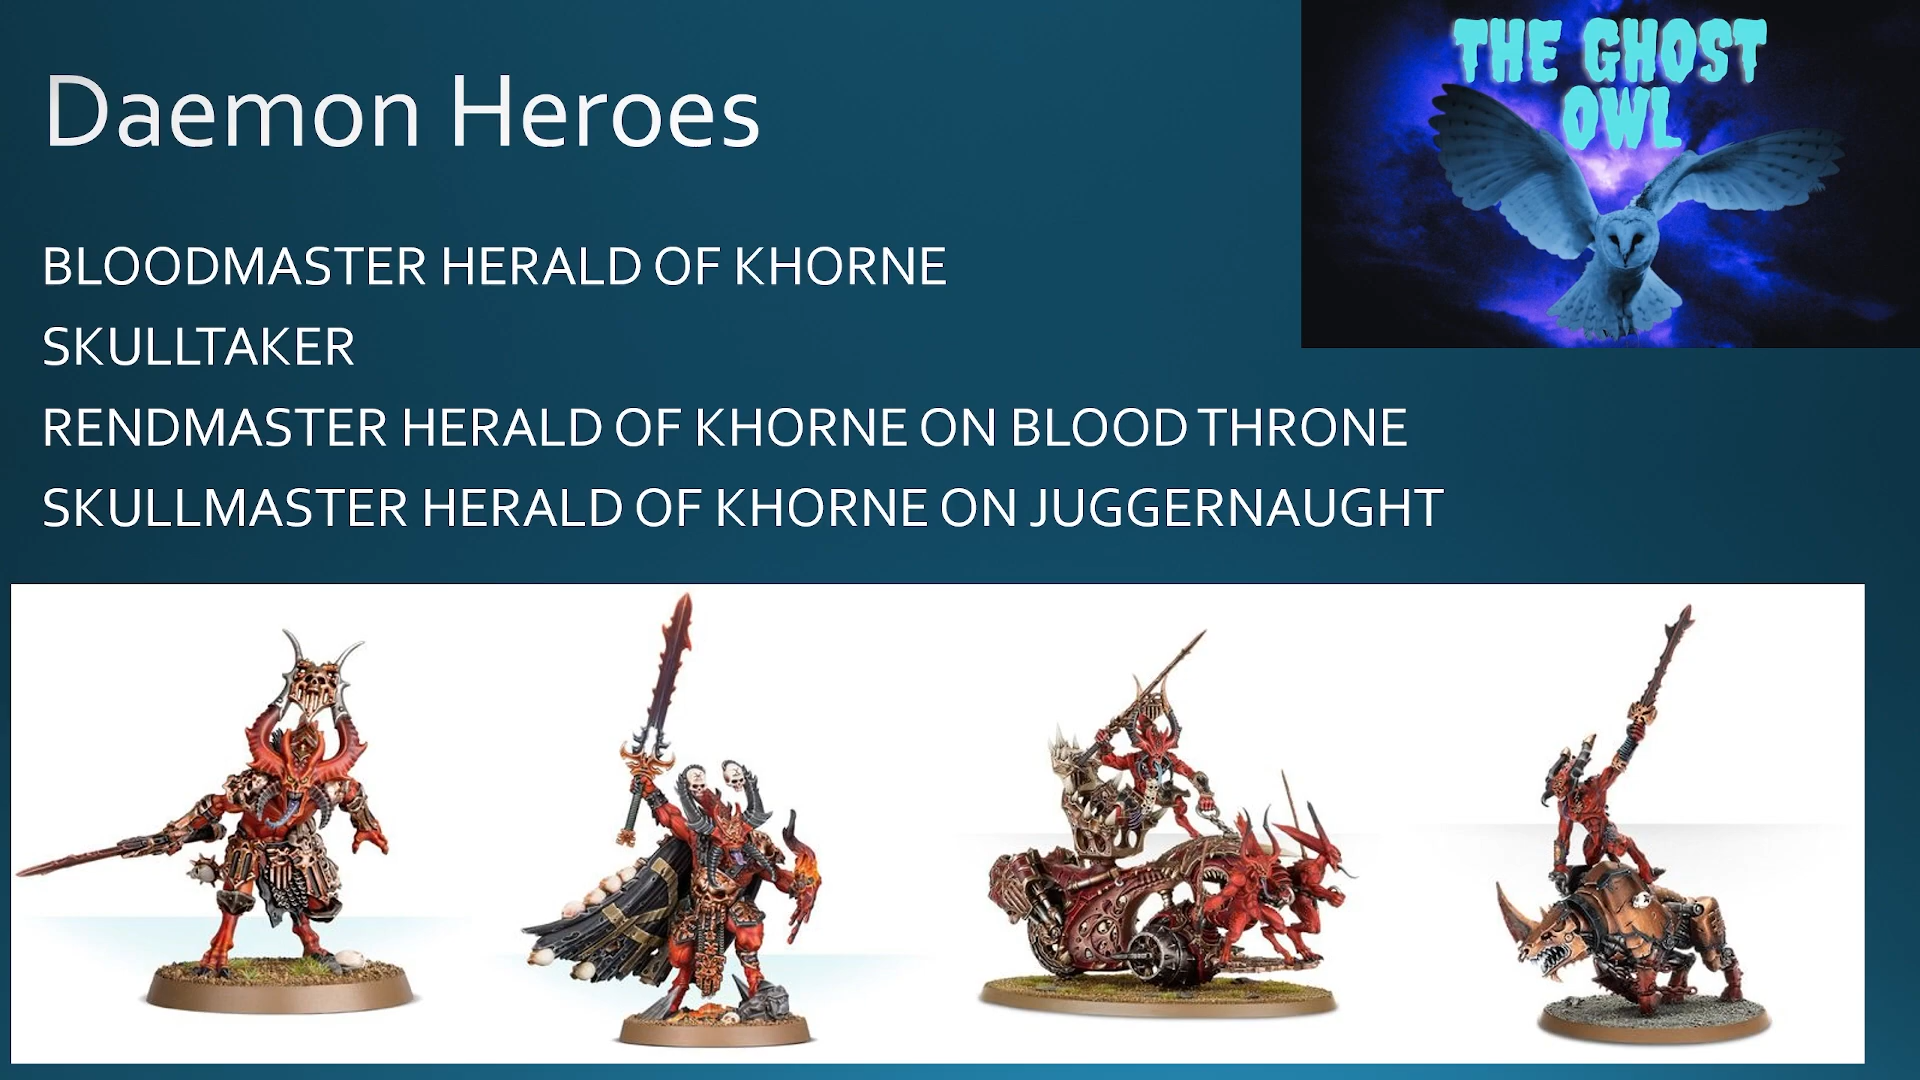 THE GHOST
OWL
Daemon Heroes
BLOODMASTER HERALD OF KHORNE
SKULLTAKER
RENDMASTER HERALD OF KHORNE ON BLOOD THRONE
SKULLMASTER HERALD OF KHORNE ON JUGGERNAUGHT